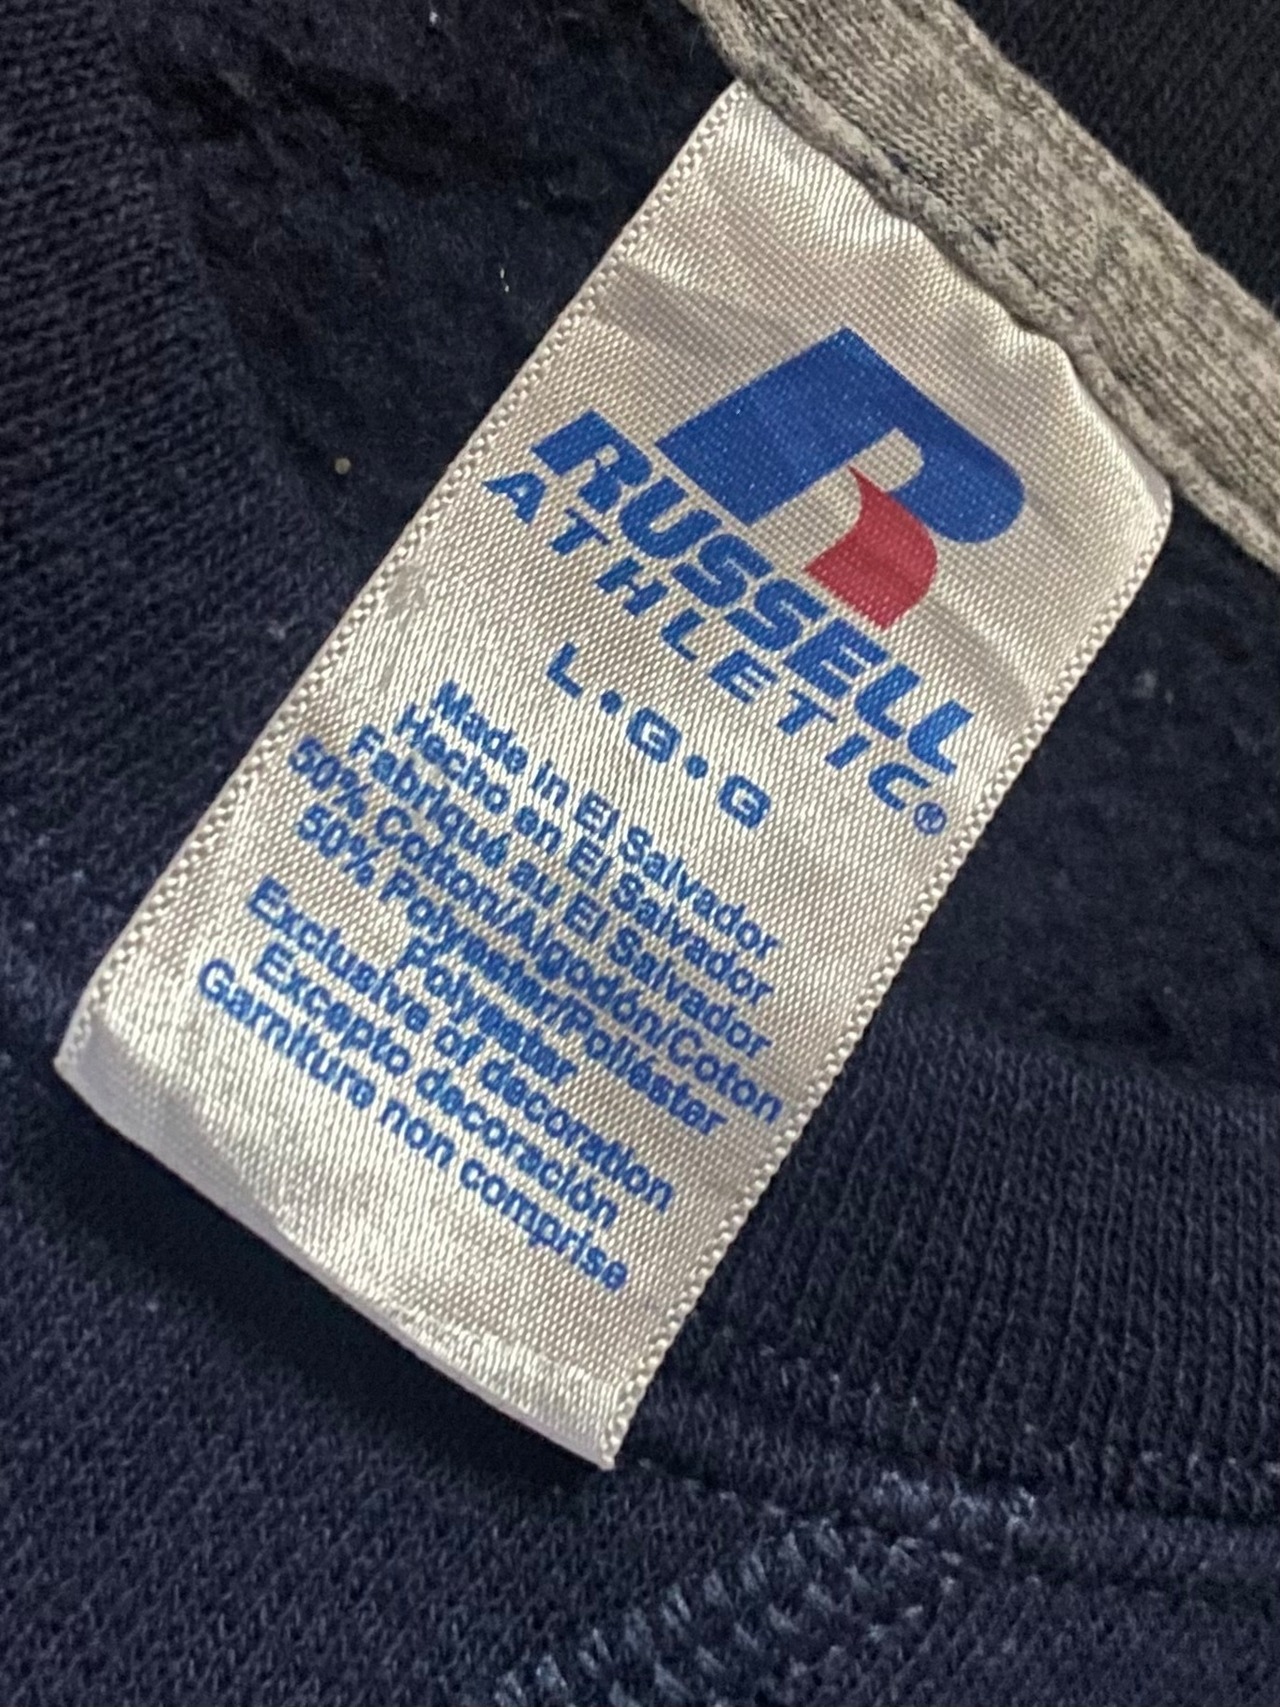 RUSSELL
ATHLETIC®
L•G•G
Made in El Salvador
Hecho en El Salvador
Fabriqué au El Salvador
50% Cotton/Algodón/Coton
50% Polyester/Poliéster
Polyester
Exclusive of decoration
Excepto decoración
Garniture non comprise